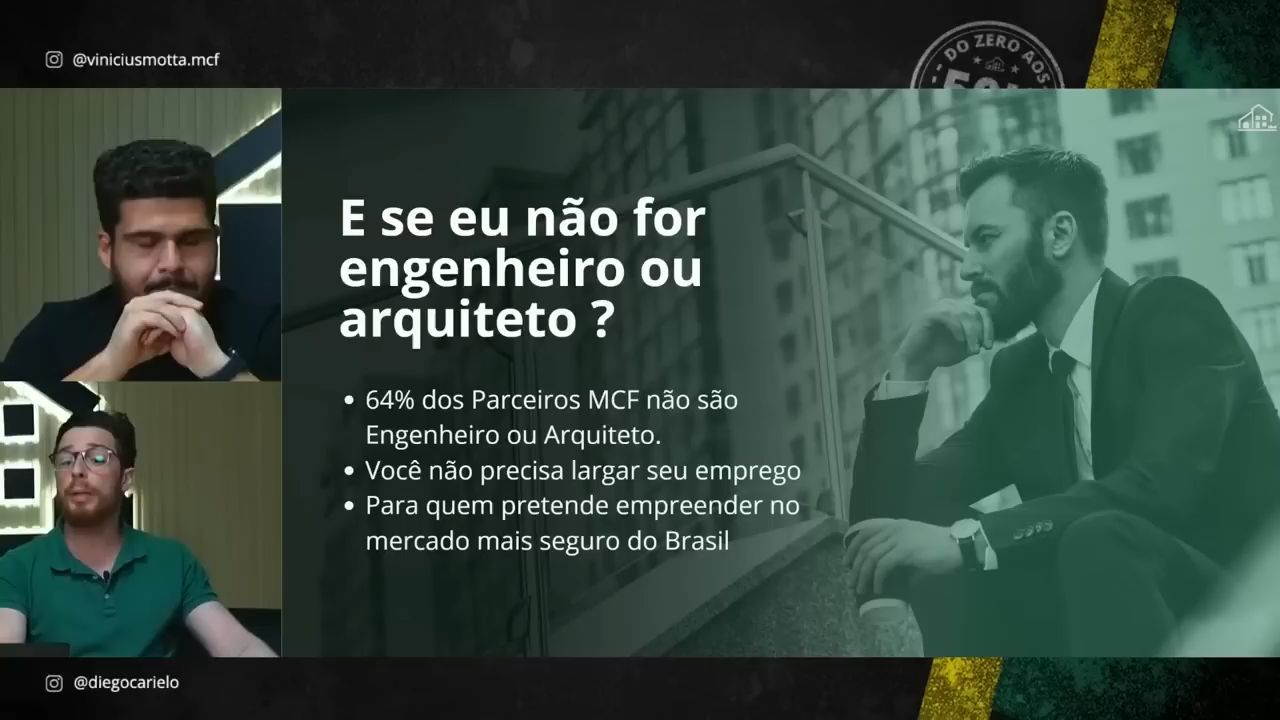 @viniciusmotta.mcf
DO ZERO AOS
E se eu não for
engenheiro ou
arquiteto ?
• 64% dos Parceiros MCF não são
Engenheiro ou Arquiteto.
• Você não precisa largar seu emprego
• Para quem pretende empreender no
mercado mais seguro do Brasil
@diegocarielo